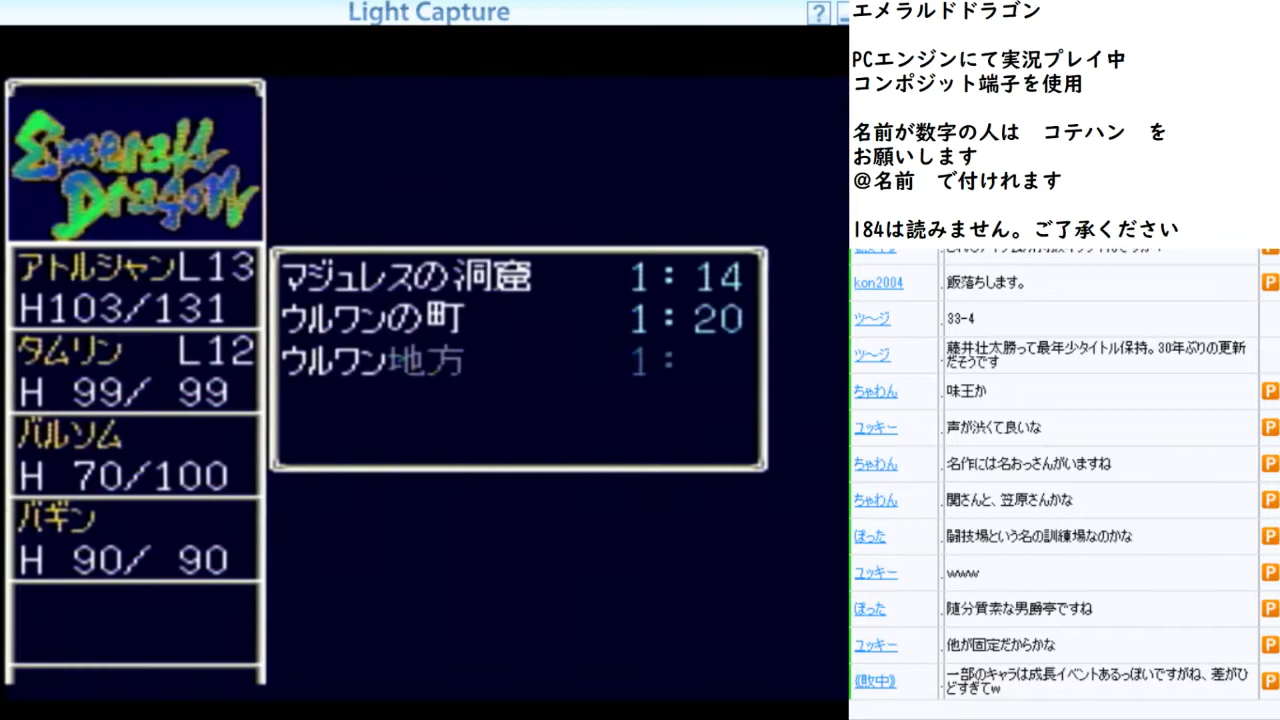 Light Capture
?
Emerald
Dragon
アトルシャンL13
H103/131
タムリン L12
H 99/ 99
バルソム
H 70/100
バギン
H 90/ 90
マジュレスの洞窟 1：14
ウルワンの町 1：20
ウルワン地方 1：
エメラルドドラゴン
PCエンジンにて実況プレイ中
コンポジット端子を使用
名前が数字の人は コテハン を
お願いします
＠名前 で付けれます
184は読みません。ご了承ください
kon2004 飯落ちします。 P
ツ～ジ 33-4
ツ～ジ 藤井壮太勝って最年少タイトル保持。30年ぶりの更新
だそうです
ちゃわん 味王か P
ユッキー 声が渋くて良いな P
ちゃわん 名作には名おっさんがいますね P
ちゃわん 関さんと、笠原さんかな P
ぽった 闘技場という名の訓練場なのかな P
ユッキー www P
ぽった 随分質素な男爵亭ですね P
ユッキー 他が固定だからかな P
《敗中》 一部のキャラは成長イベントあるっぽいですがね、差がひ
どすぎてw P